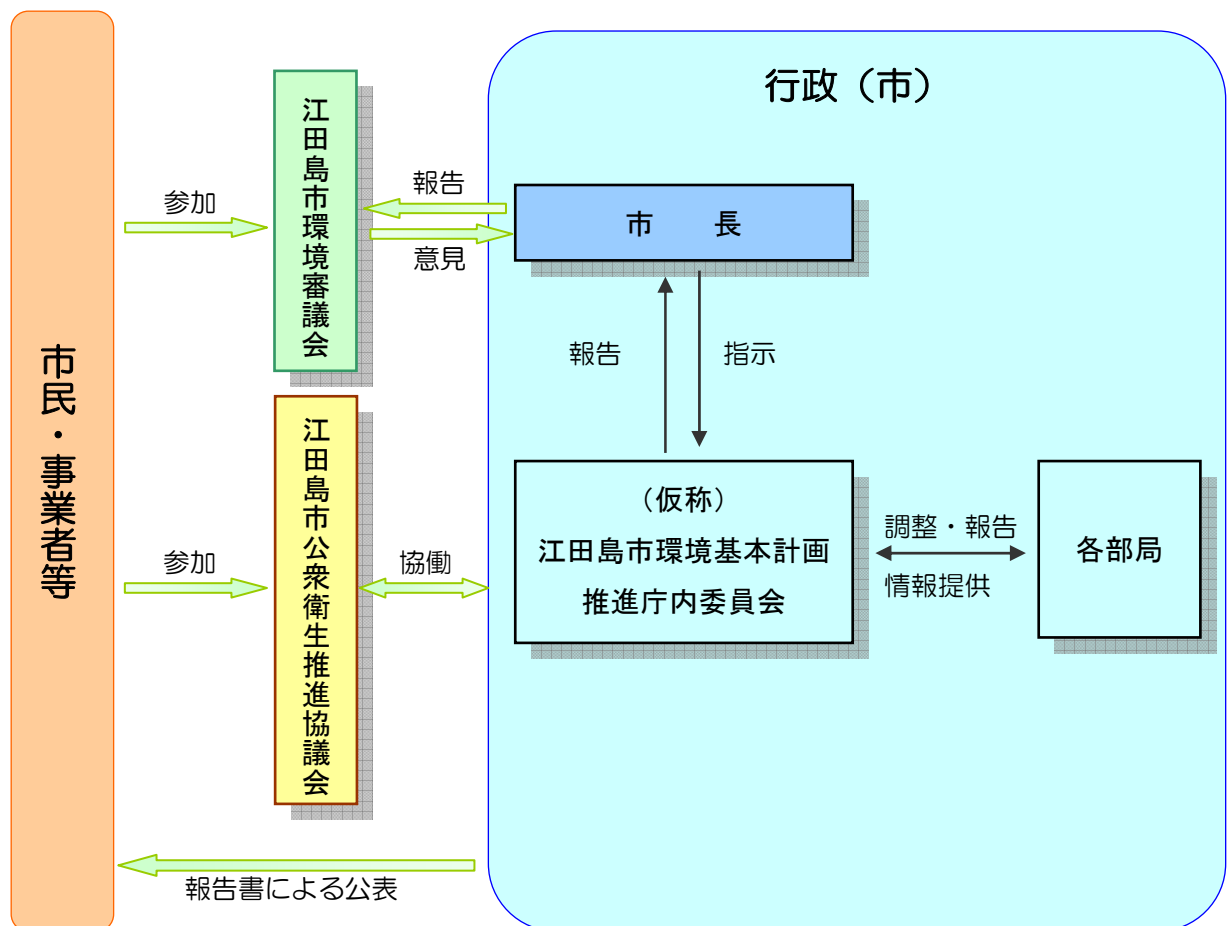 行政（市）
市民・事業者等
江田島市環境審議会
参加
報告
意見
市　　長
報告
指示
江田島市公衆衛生推進協議会
参加
協働
（仮称）
江田島市環境基本計画
推進庁内委員会
調整・報告
情報提供
各部局
報告書による公表